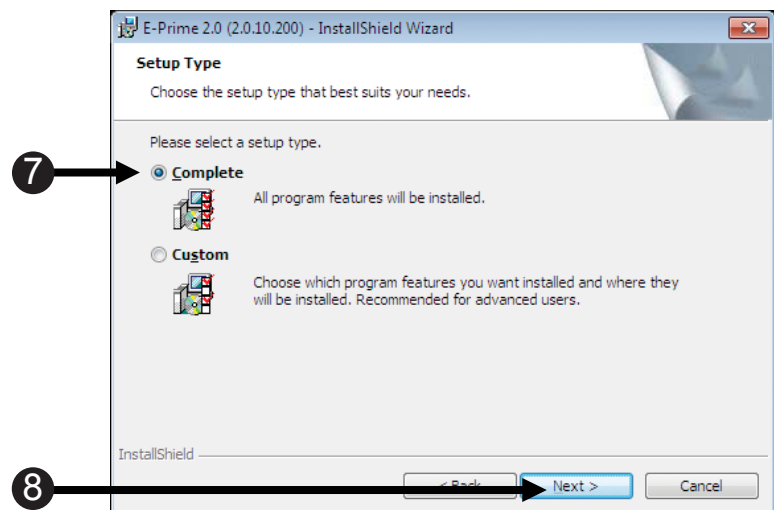 E-Prime 2.0 (2.0.10.200) - InstallShield Wizard
Setup Type
Choose the setup type that best suits your needs.
Please select a setup type.
7
Complete
All program features will be installed.
Custom
Choose which program features you want installed and where they
will be installed. Recommended for advanced users.
InstallShield
8
< Back Next > Cancel